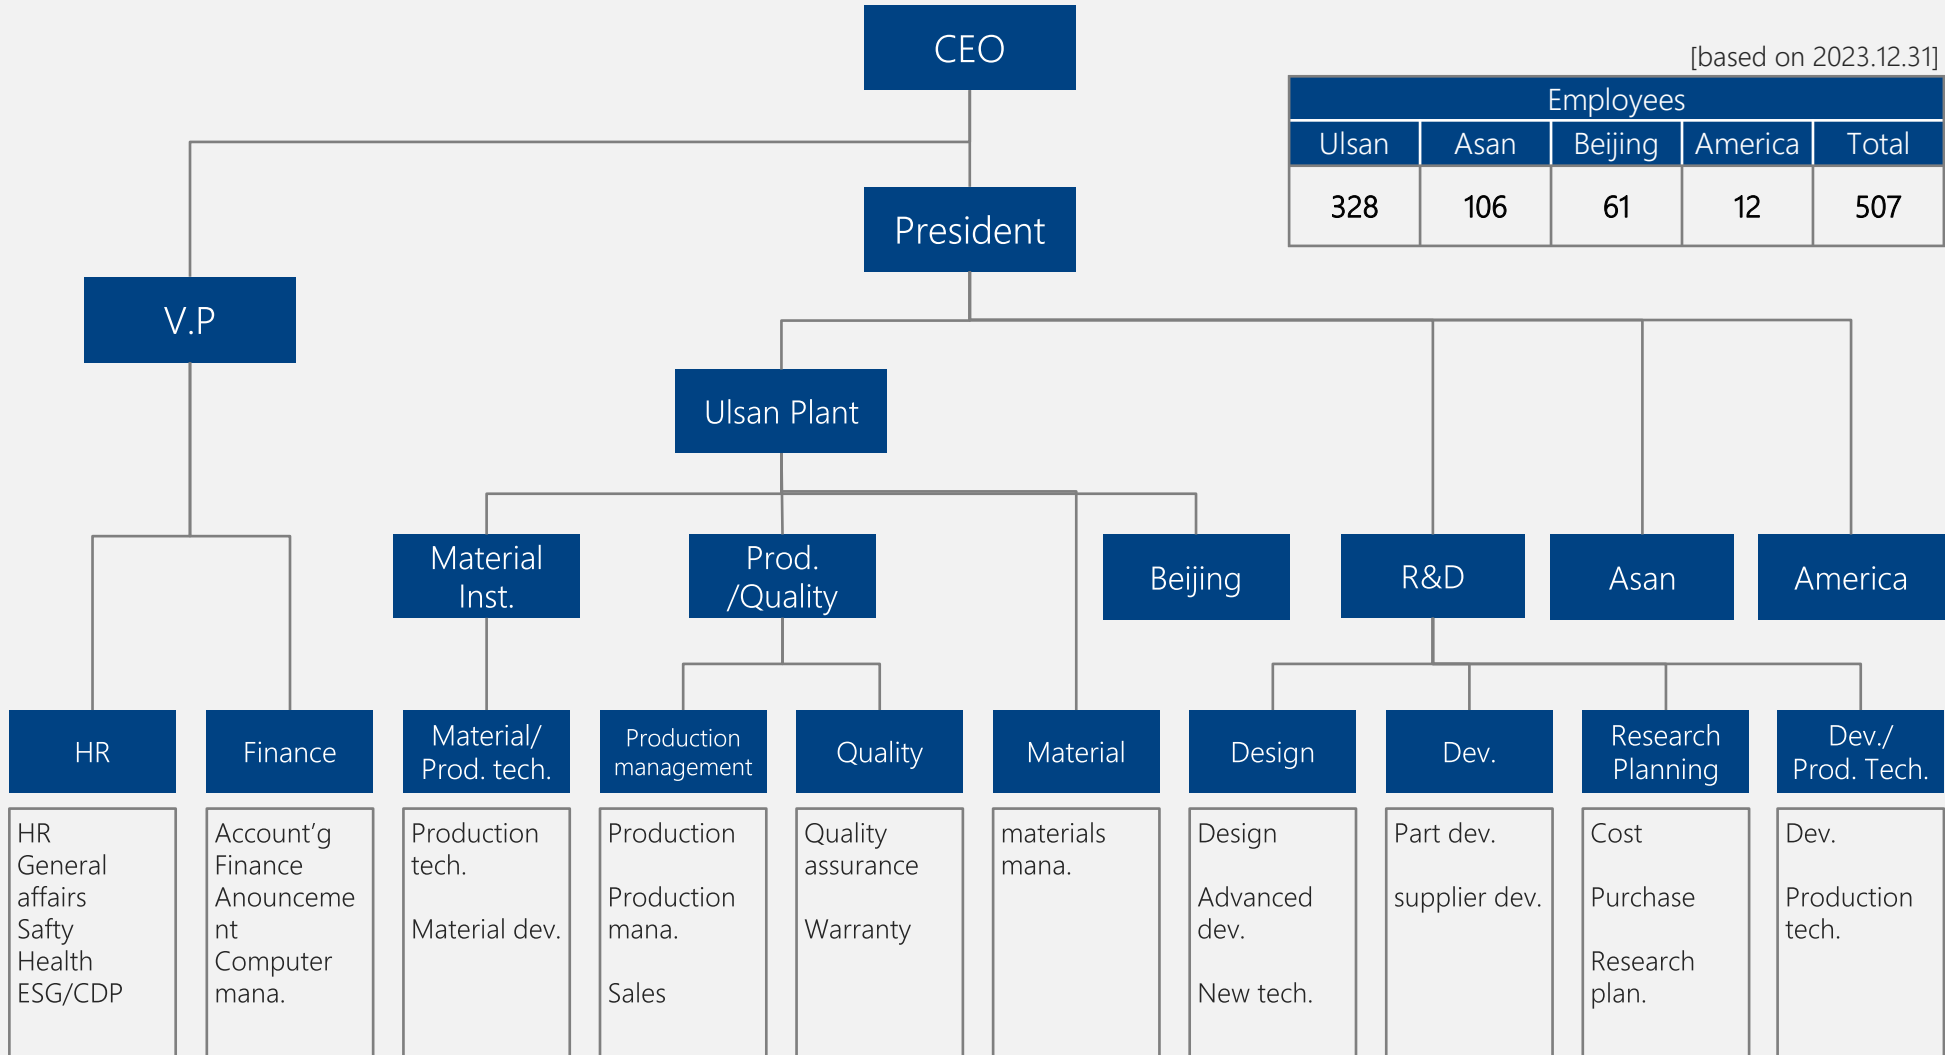 CEO
[based on 2023.12.31]
Employees
Ulsan Asan Beijing America Total
328 106 61 12 507
President
V.P
Ulsan Plant
Material
Inst.
Prod.
/Quality
Beijing
R&D
Asan
America
HR
Finance
Material/
Prod. tech.
Production
management
Quality
Material
Design
Dev.
Research
Planning
Dev./
Prod. Tech.
HR
General
affairs
Safty
Health
ESG/CDP
Account’g
Finance
Anounceme
nt
Computer
mana.
Production
tech.
Material dev.
Production
Production
mana.
Sales
Quality
assurance
Warranty
materials
mana.
Design
Advanced
dev.
New tech.
Part dev.
supplier dev.
Cost
Purchase
Research
plan.
Dev.
Production
tech.